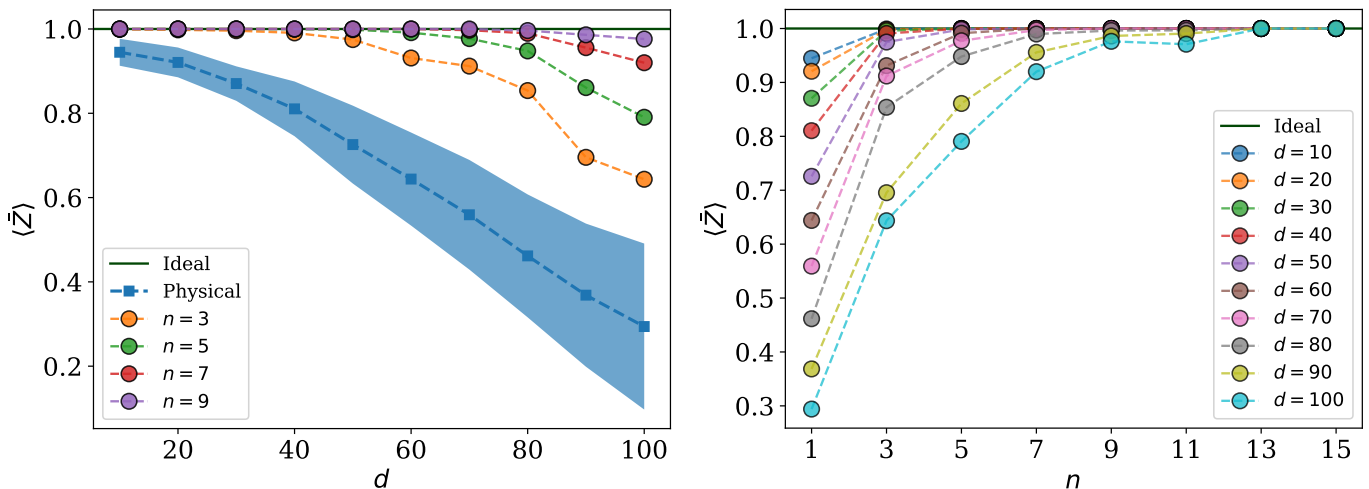 1.0
0.8
0.6
0.4
0.2
⟨Z̄⟩
Ideal
Physical
n = 3
n = 5
n = 7
n = 9
20 40 60 80 100
d
1.0
0.9
0.8
0.7
0.6
0.5
0.4
0.3
⟨Z̄⟩
Ideal
d = 10
d = 20
d = 30
d = 40
d = 50
d = 60
d = 70
d = 80
d = 90
d = 100
1 3 5 7 9 11 13 15
n